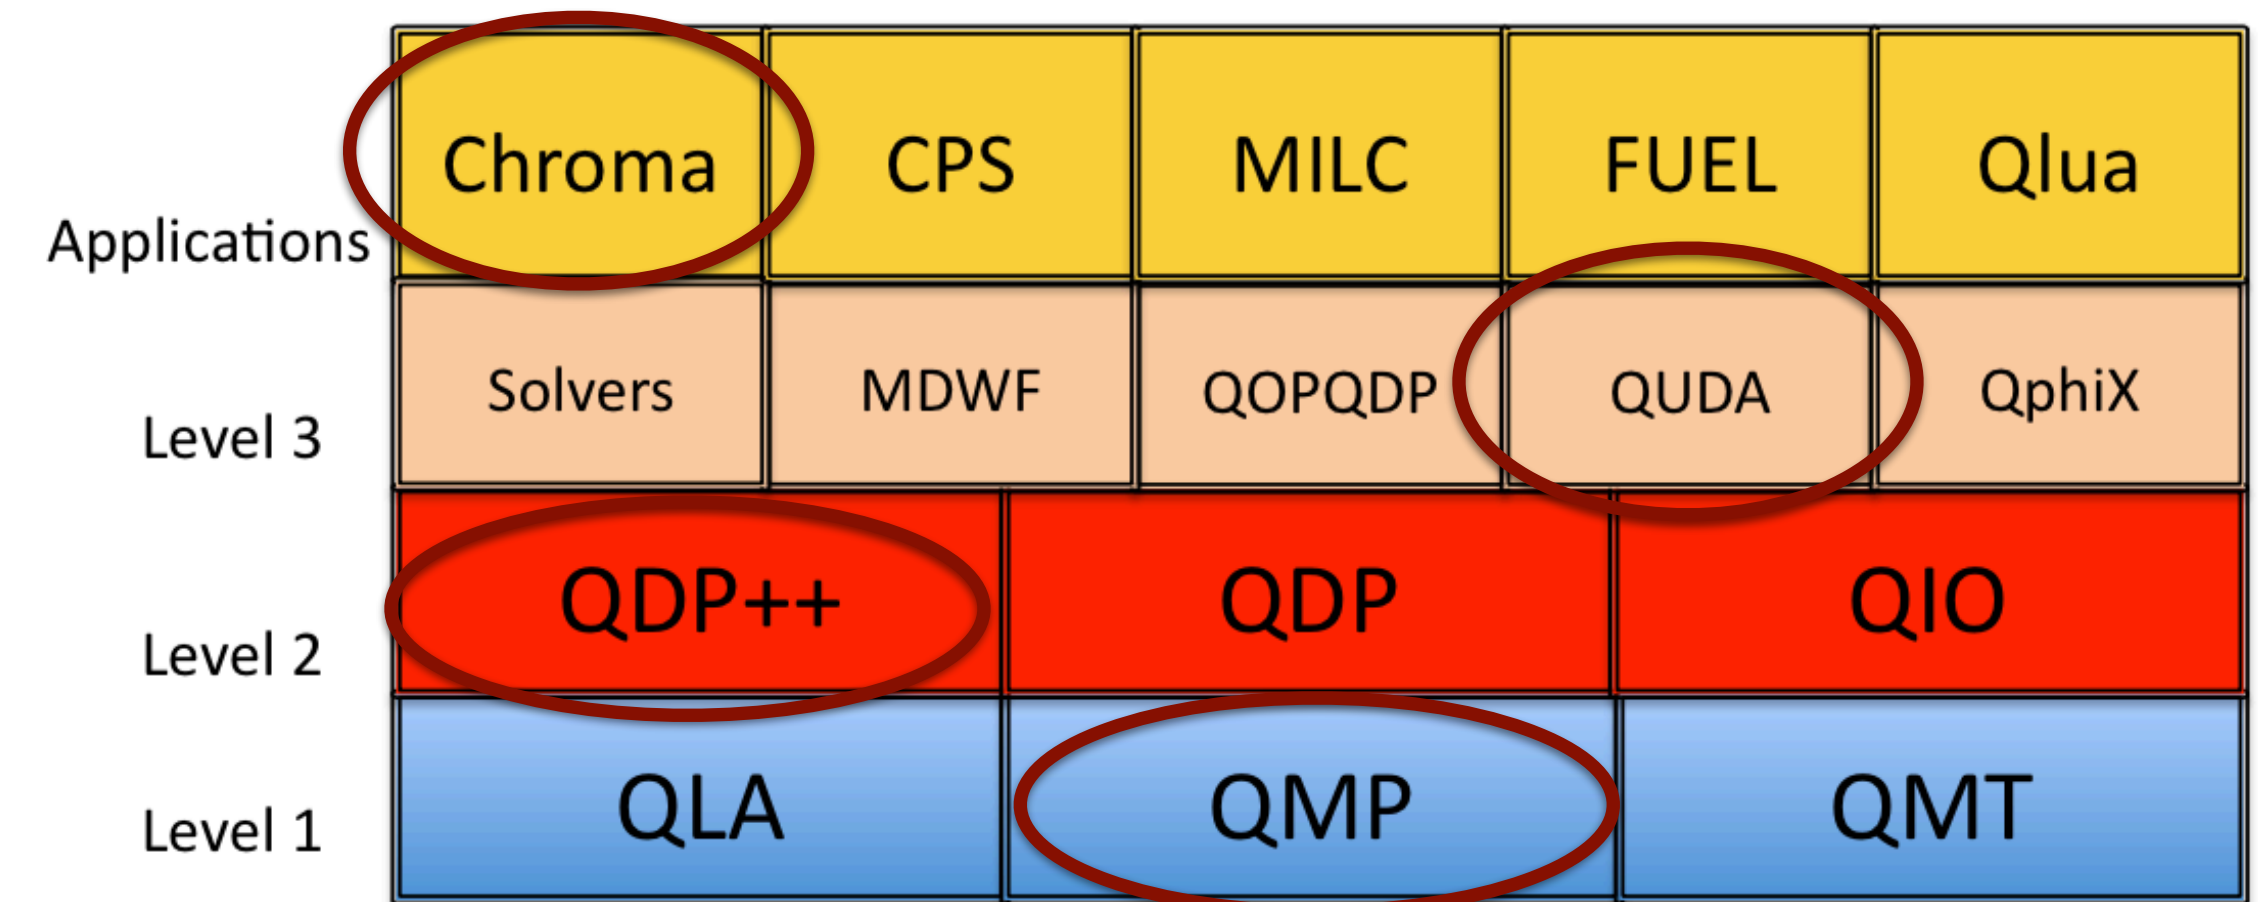 Applications Chroma CPS MILC FUEL Qlua
Level 3 Solvers MDWF QOPQDP QUDA QphiX
Level 2 QDP++ QDP QIO
Level 1 QLA QMP QMT